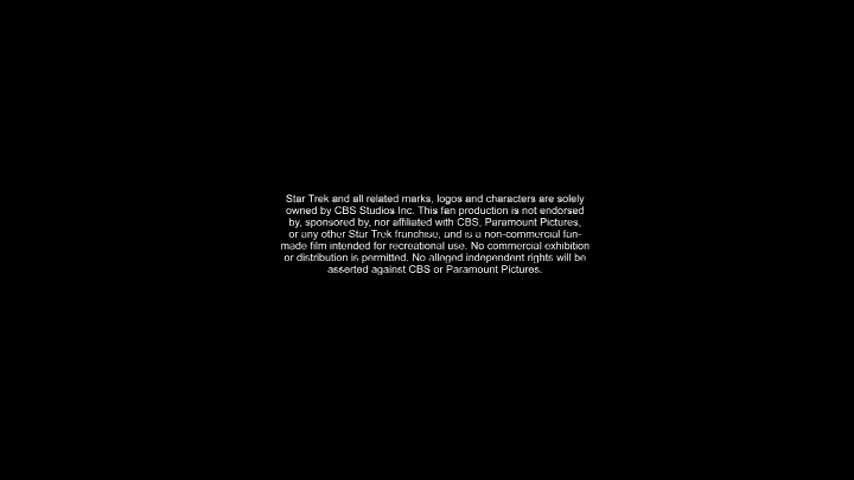 Star Trek and all related marks, logos and characters are solely
owned by CBS Studios Inc. This fan production is not endorsed
by, sponsored by, nor affiliated with CBS, Paramount Pictures,
or any other Star Trek franchise, and is a non-commercial fan-
made film intended for recreational use. No commercial exhibition
or distribution is permitted. No alleged independent rights will be
asserted against CBS or Paramount Pictures.